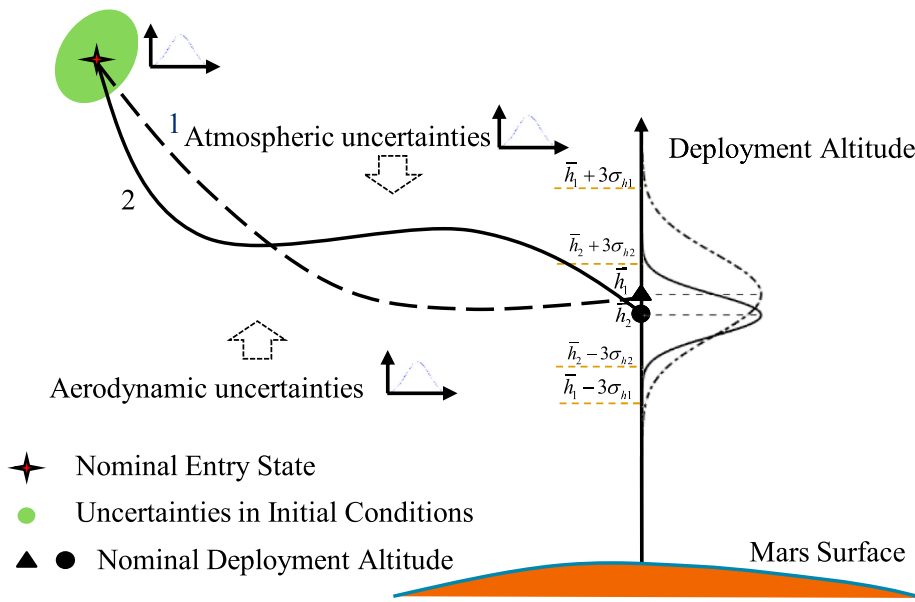 1
Atmospheric uncertainties
Deployment Altitude
h̄₁ + 3σₕ₁
2
h̄₂ + 3σₕ₂
h̄₁
h̄₂
h̄₂ − 3σₕ₂
Aerodynamic uncertainties
h̄₁ − 3σₕ₁
Nominal Entry State
Uncertainties in Initial Conditions
Nominal Deployment Altitude
Mars Surface